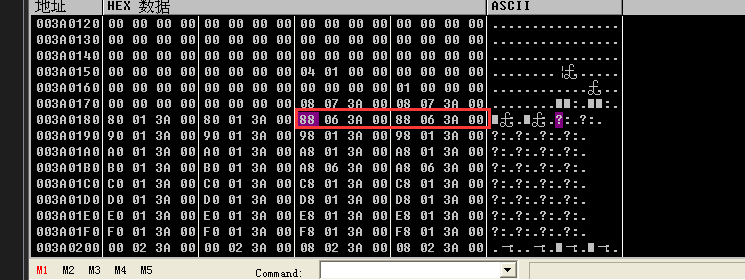 地址 HEX 数据 ASCII
003A0120 00 00 00 00 00 00 00 00 00 00 00 00 00 00 00 00 ................
003A0130 00 00 00 00 00 00 00 00 00 00 00 00 00 00 00 00 ................
003A0140 00 00 00 00 00 00 00 00 00 00 00 00 00 00 00 00 ................
003A0150 00 00 00 00 00 00 00 00 04 01 00 00 00 00 00 00
003A0160 00 00 00 00 00 00 00 00 00 00 00 00 01 00 00 00
003A0170 00 00 00 00 00 00 00 00 08 07 3A 00 08 07 3A 00
003A0180 80 01 3A 00 80 01 3A 00 88 06 3A 00 88 06 3A 00
003A0190 90 01 3A 00 90 01 3A 00 98 01 3A 00 98 01 3A 00 ?:.?:.?:.?:.
003A01A0 A0 01 3A 00 A0 01 3A 00 A8 01 3A 00 A8 01 3A 00 ?:.?:.?:.?:.
003A01B0 B0 01 3A 00 B0 01 3A 00 A8 06 3A 00 A8 06 3A 00 ?:.?:.?:.?:.
003A01C0 C0 01 3A 00 C0 01 3A 00 C8 01 3A 00 C8 01 3A 00 ?:.?:.?:.?:.
003A01D0 D0 01 3A 00 D0 01 3A 00 D8 01 3A 00 D8 01 3A 00 ?:.?:.?:.?:.
003A01E0 E0 01 3A 00 E0 01 3A 00 E8 01 3A 00 E8 01 3A 00 ?:.?:.?:.?:.
003A01F0 F0 01 3A 00 F0 01 3A 00 F8 01 3A 00 F8 01 3A 00 ?:.?:.?:.?:.
003A0200 00 02 3A 00 00 02 3A 00 08 02 3A 00 08 02 3A 00
M1 M2 M3 M4 M5 Command: